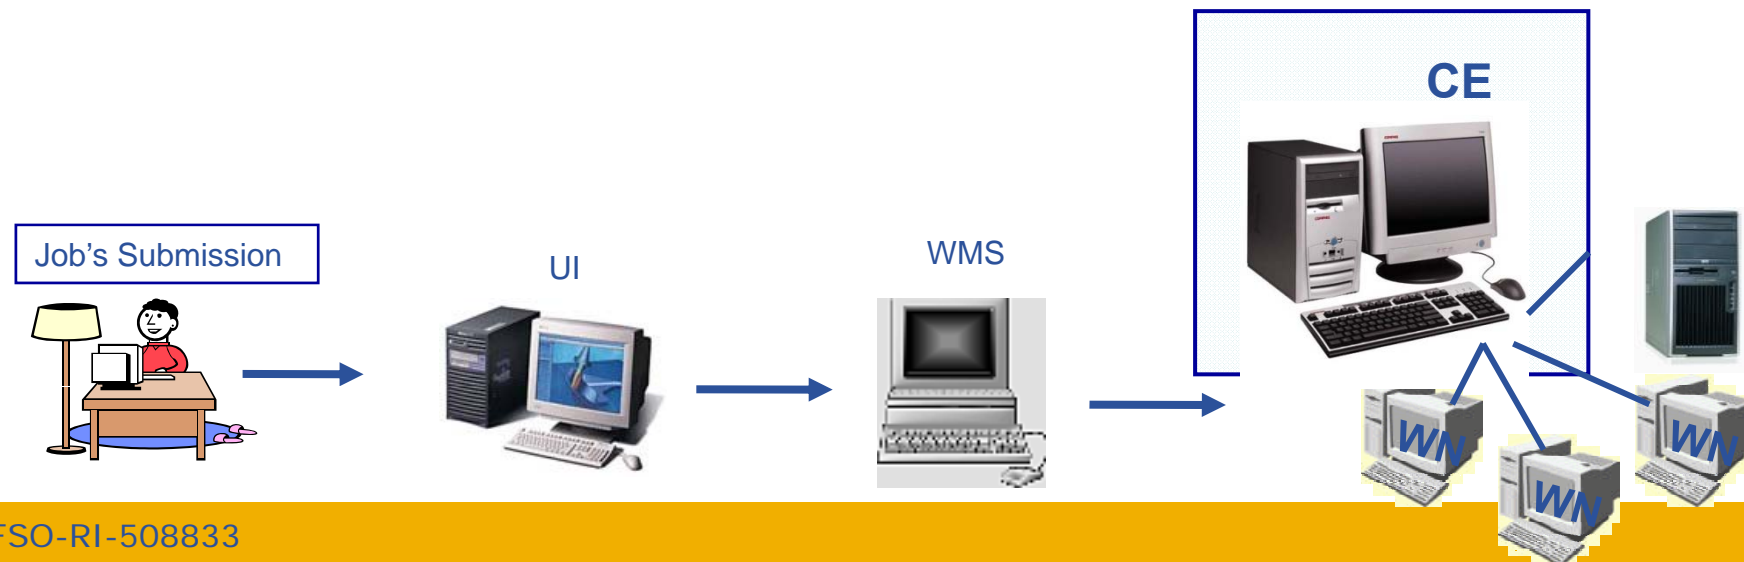 CE
Job's Submission
UI
WMS
WN
WN
WN
FSO-RI-508833